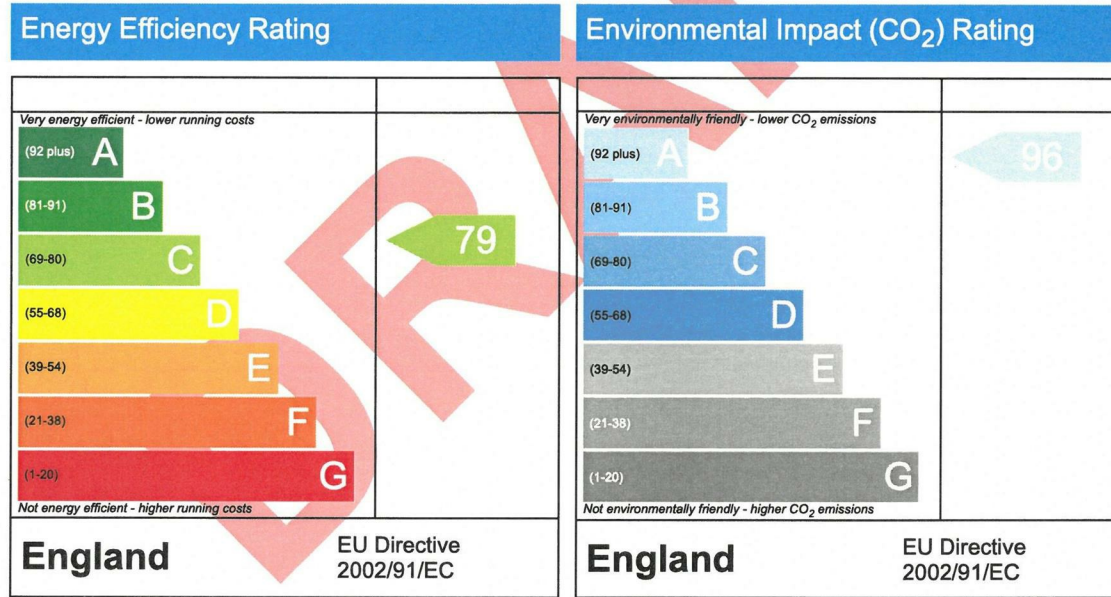 Energy Efficiency Rating
Very energy efficient - lower running costs
(92 plus) A
(81-91) B
(69-80) C
79
(55-68) D
(39-54) E
(21-38) F
(1-20) G
Not energy efficient - higher running costs
England
EU Directive
2002/91/EC
Environmental Impact (CO₂) Rating
Very environmentally friendly - lower CO₂ emissions
(92 plus) A
96
(81-91) B
(69-80) C
(55-68) D
(39-54) E
(21-38) F
(1-20) G
Not environmentally friendly - higher CO₂ emissions
England
EU Directive
2002/91/EC